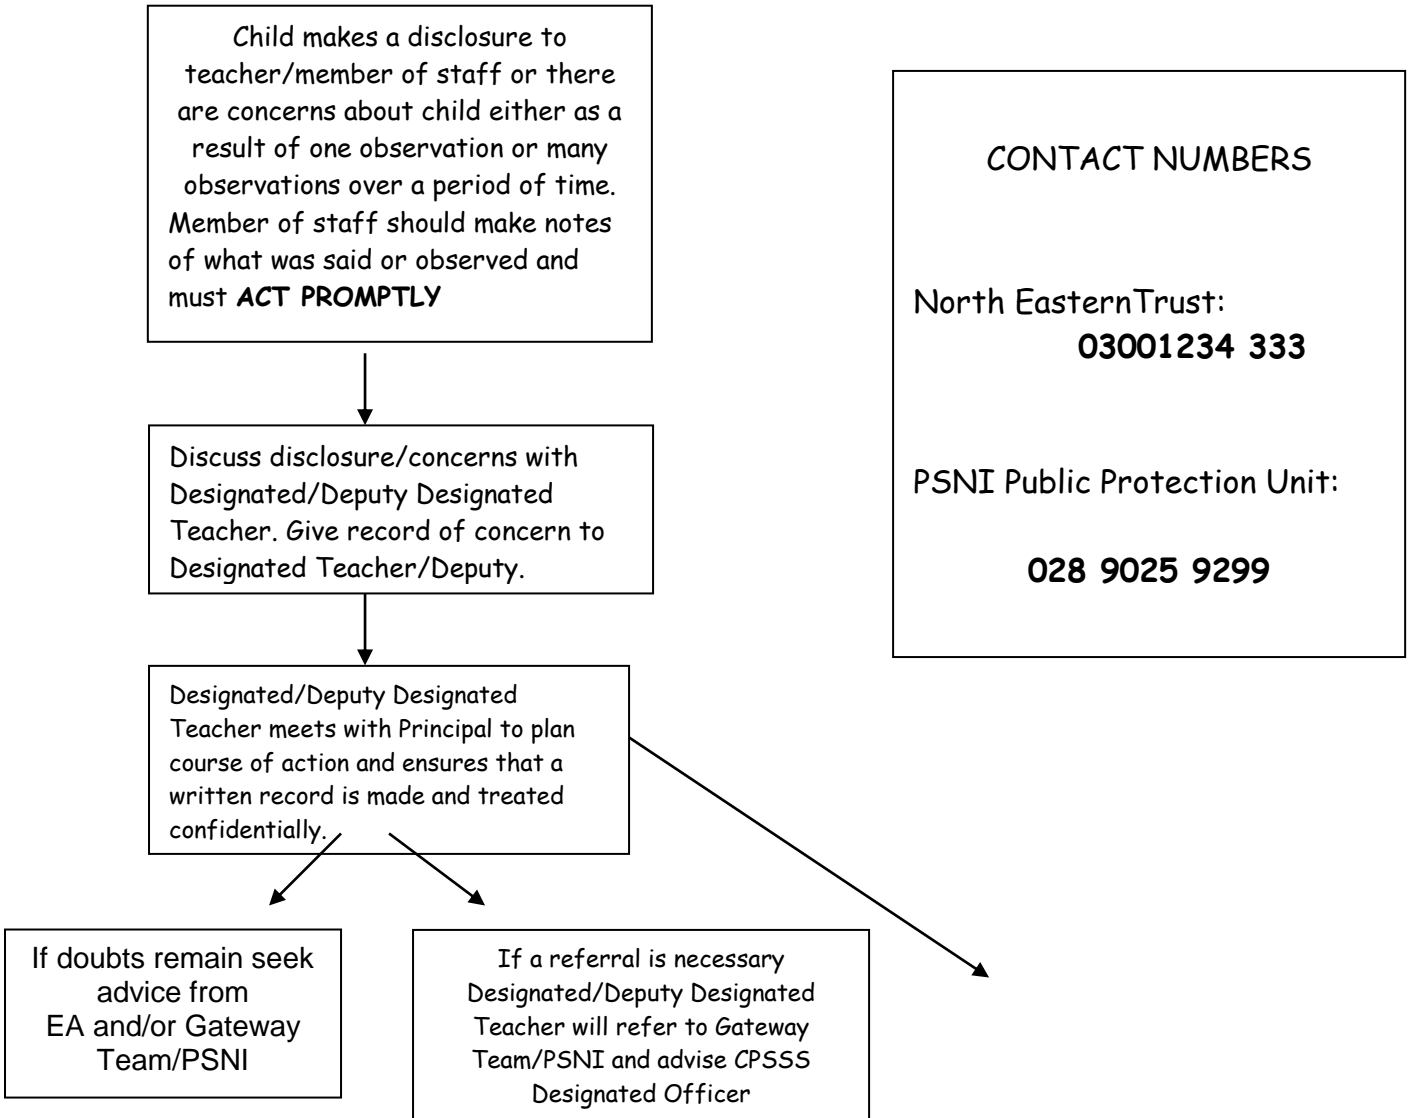 Child makes a disclosure to
teacher/member of staff or there
are concerns about child either as a
result of one observation or many
observations over a period of time.
Member of staff should make notes
of what was said or observed and
must ACT PROMPTLY
Discuss disclosure/concerns with
Designated/Deputy Designated
Teacher. Give record of concern to
Designated Teacher/Deputy.
Designated/Deputy Designated
Teacher meets with Principal to plan
course of action and ensures that a
written record is made and treated
confidentially.
If doubts remain seek
advice from
EA and/or Gateway
Team/PSNI
If a referral is necessary
Designated/Deputy Designated
Teacher will refer to Gateway
Team/PSNI and advise CPSSS
Designated Officer
CONTACT NUMBERS
North EasternTrust:
03001234 333
PSNI Public Protection Unit:
028 9025 9299